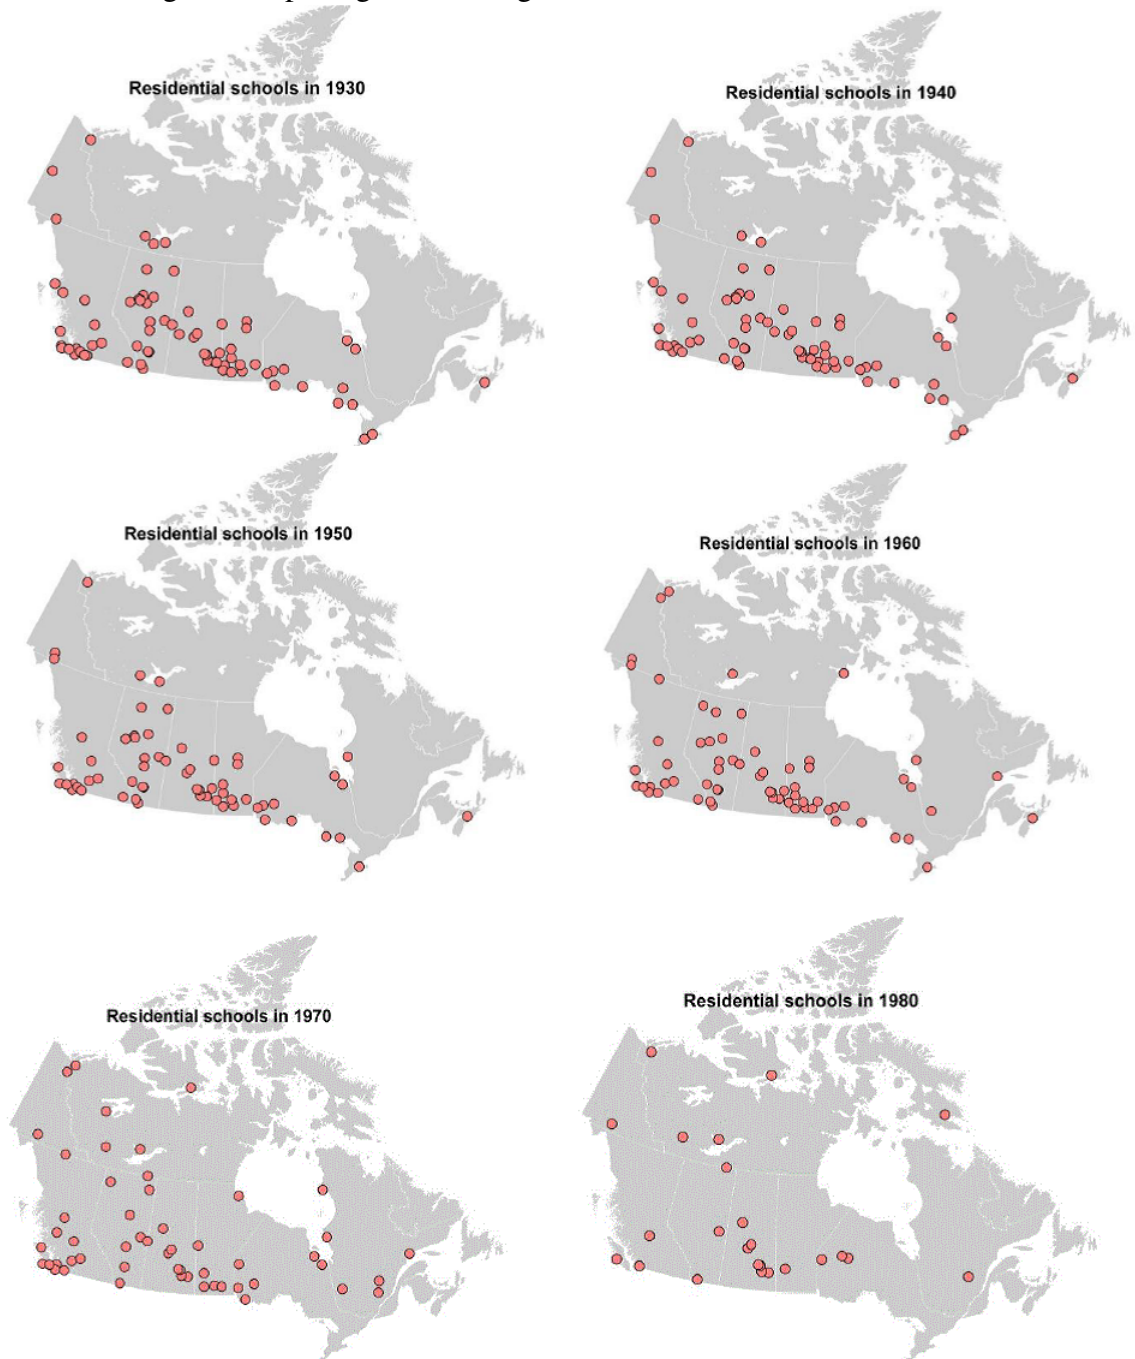 Residential schools in 1930
Residential schools in 1940
Residential schools in 1950
Residential schools in 1960
Residential schools in 1970
Residential schools in 1980